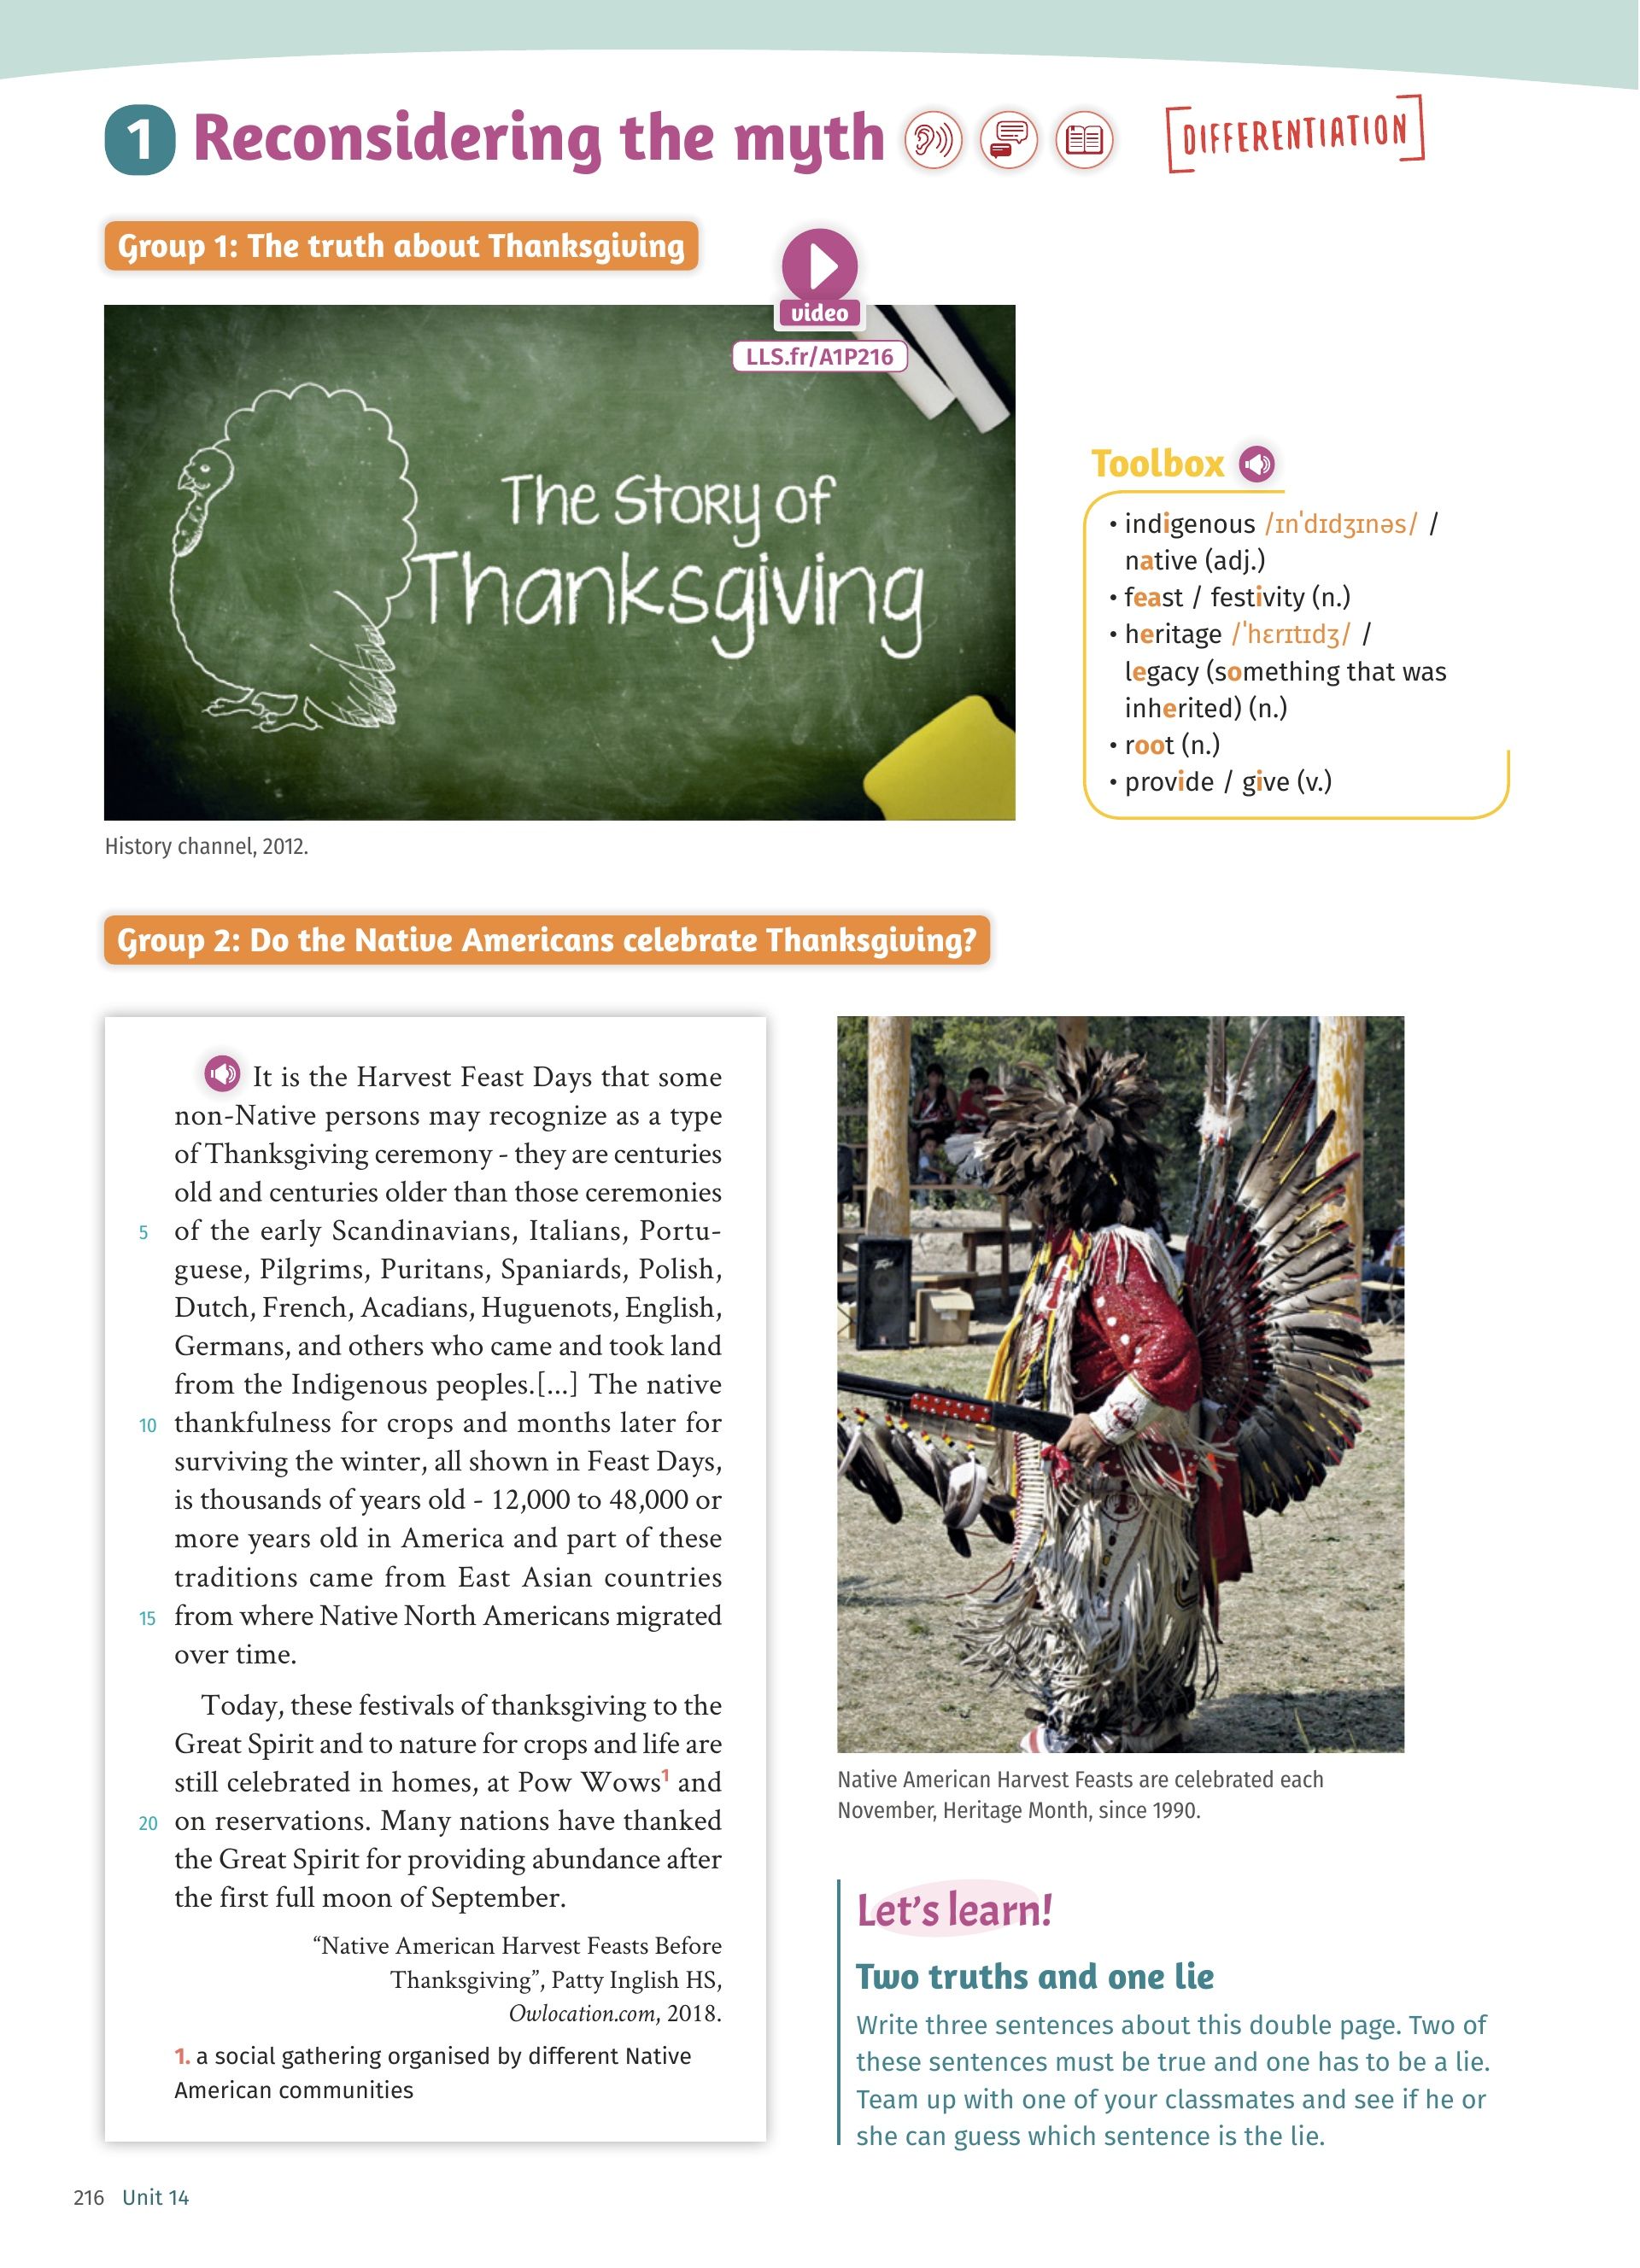 1 Reconsidering the myth
DIFFERENTIATION
Group 1: The truth about Thanksgiving
video
LLS.fr/A1P216
The Story of
Thanksgiving
History channel, 2012.
Toolbox
• indigenous /ɪnˈdɪdʒɪnəs/ /
native (adj.)
• feast / festivity (n.)
• heritage /ˈhɛrɪtɪdʒ/ /
legacy (something that was
inherited) (n.)
• root (n.)
• provide / give (v.)
Group 2: Do the Native Americans celebrate Thanksgiving?
It is the Harvest Feast Days that some
non-Native persons may recognize as a type
of Thanksgiving ceremony - they are centuries
old and centuries older than those ceremonies
5 of the early Scandinavians, Italians, Portu-
guese, Pilgrims, Puritans, Spaniards, Polish,
Dutch, French, Acadians, Huguenots, English,
Germans, and others who came and took land
from the Indigenous peoples.[...] The native
10 thankfulness for crops and months later for
surviving the winter, all shown in Feast Days,
is thousands of years old - 12,000 to 48,000 or
more years old in America and part of these
traditions came from East Asian countries
15 from where Native North Americans migrated
over time.
Today, these festivals of thanksgiving to the
Great Spirit and to nature for crops and life are
still celebrated in homes, at Pow Wows1 and
20 on reservations. Many nations have thanked
the Great Spirit for providing abundance after
the first full moon of September.
“Native American Harvest Feasts Before
Thanksgiving”, Patty Inglish HS,
Owlocation.com, 2018.
1. a social gathering organised by different Native
American communities
Native American Harvest Feasts are celebrated each
November, Heritage Month, since 1990.
Let’s learn!
Two truths and one lie
Write three sentences about this double page. Two of
these sentences must be true and one has to be a lie.
Team up with one of your classmates and see if he or
she can guess which sentence is the lie.
216 Unit 14